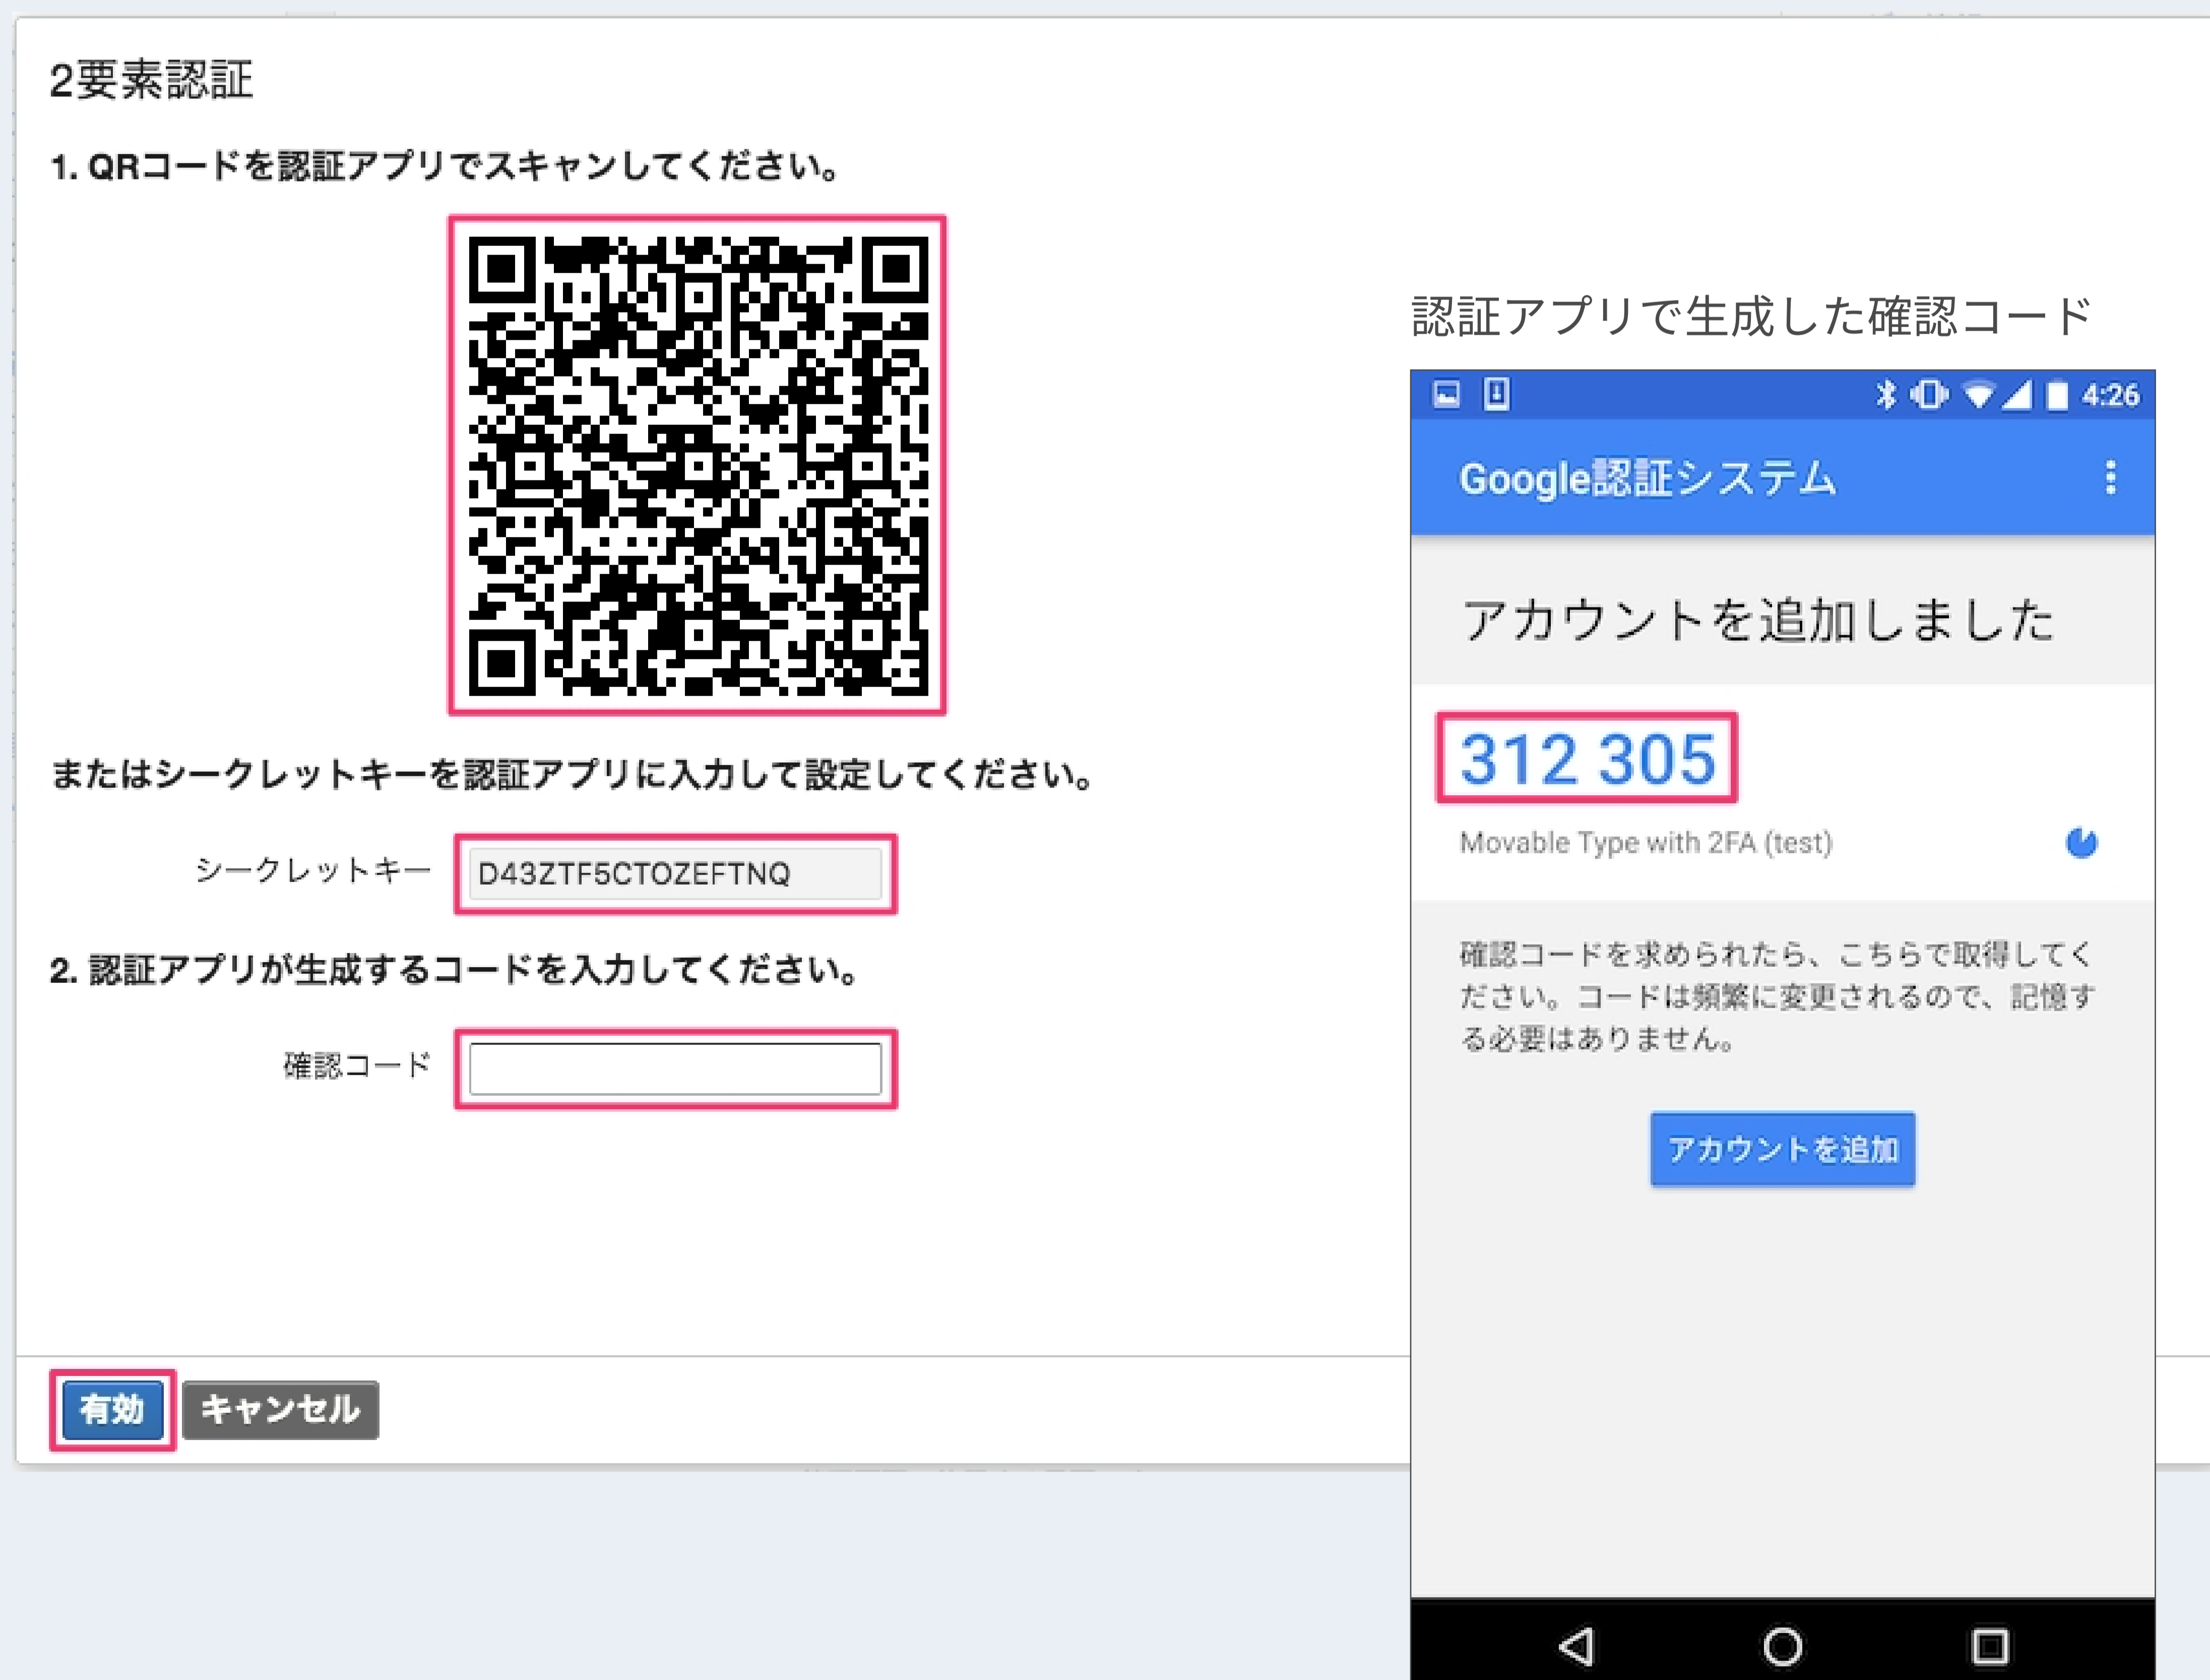 2要素認証
1. QRコードを認証アプリでスキャンしてください。
またはシークレットキーを認証アプリに入力して設定してください。
シークレットキー
D43ZTF5CTOZEFTNQ
2. 認証アプリが生成するコードを入力してください。
確認コード
有効
キャンセル
認証アプリで生成した確認コード
4:26
Google認証システム
アカウントを追加しました
312 305
Movable Type with 2FA (test)
確認コードを求められたら、こちらで取得してく
ださい。コードは頻繁に変更されるので、記憶す
る必要はありません。
アカウントを追加